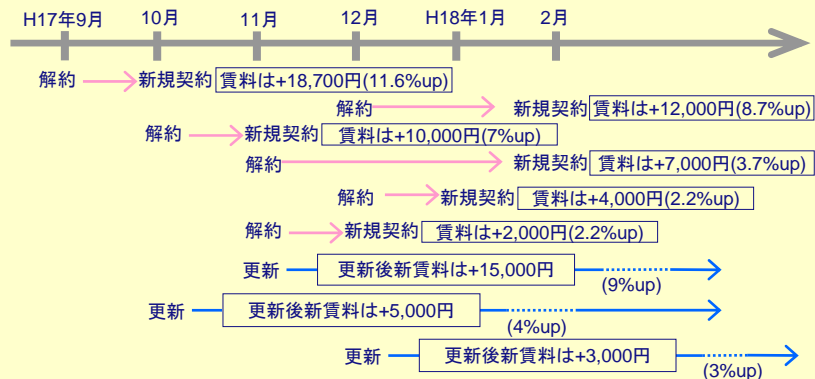 H17年9月 10月 11月 12月 H18年1月 2月
解約 新規契約 賃料は+18,700円(11.6%up)
解約 新規契約 賃料は+12,000円(8.7%up)
解約 新規契約 賃料は+10,000円(7%up)
解約 新規契約 賃料は+7,000円(3.7%up)
解約 新規契約 賃料は+4,000円(2.2%up)
解約 新規契約 賃料は+2,000円(2.2%up)
更新 更新後新賃料は+15,000円
(9%up)
更新 更新後新賃料は+5,000円
(4%up)
更新 更新後新賃料は+3,000円
(3%up)